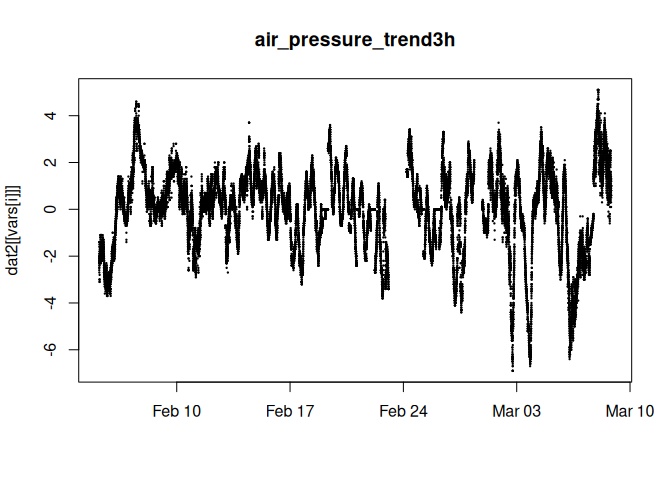 air_pressure_trend3h
dat2[[vars[i]]]
4
2
0
-2
-4
-6
Feb 10
Feb 17
Feb 24
Mar 03
Mar 10